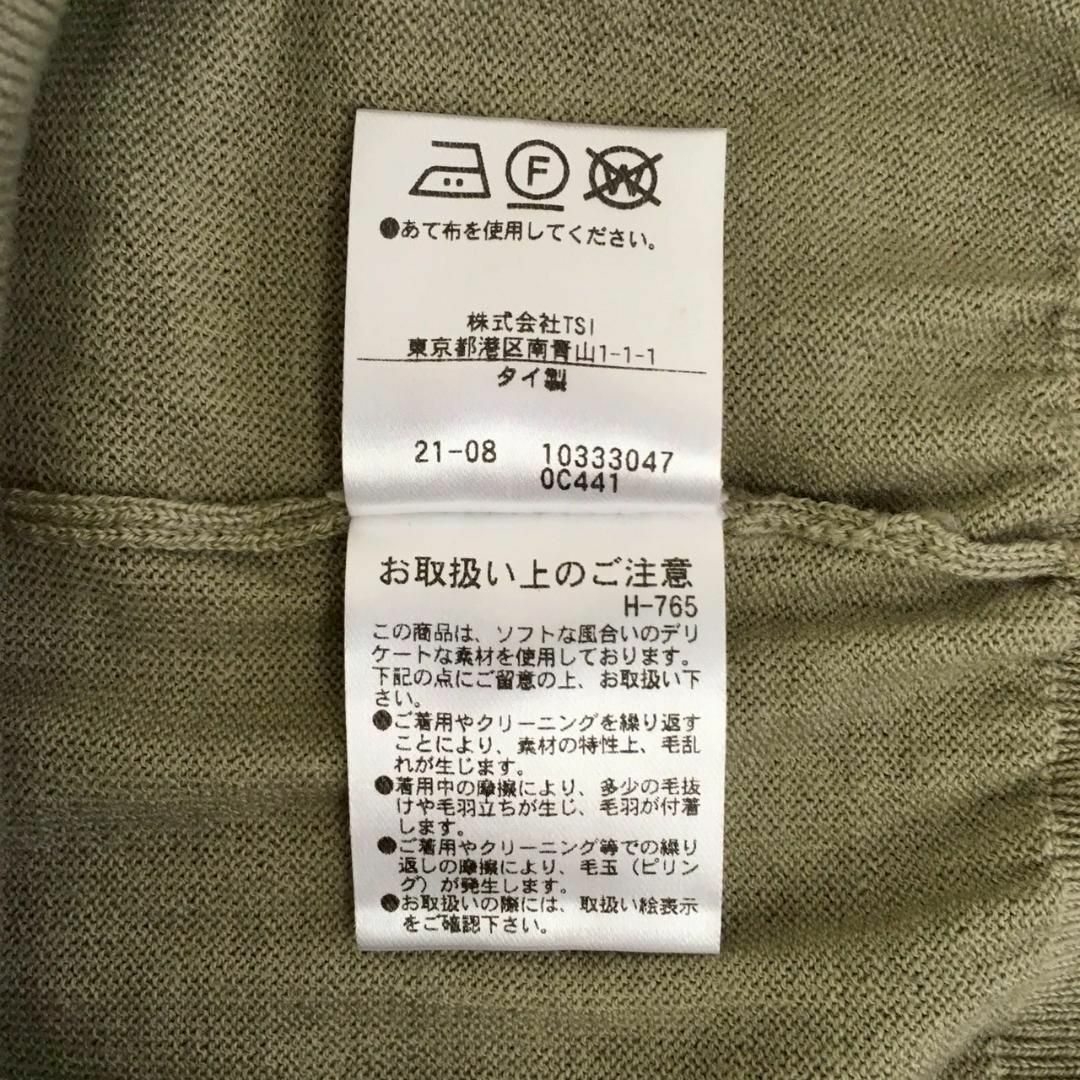 F W
●あて布を使用してください。
株式会社TSI
東京都港区南青山1-1-1
タイ製
21-08 10333047
0C441
お取扱い上のご注意
H-765
この商品は、ソフトな風合いのデリ
ケートな素材を使用しております。
下記の点にご留意の上、お取扱い下
さい。
●ご着用やクリーニングを繰り返す
ことにより、素材の特性上、毛乱
れが生じます。
●着用中の摩擦により、多少の毛抜
けや毛羽立ちが生じ、毛羽が付着
します。
●ご着用やクリーニング等での繰り
返しの摩擦により、毛玉（ピリン
グ）が発生します。
●お取扱いの際には、取扱い絵表示
をご確認下さい。